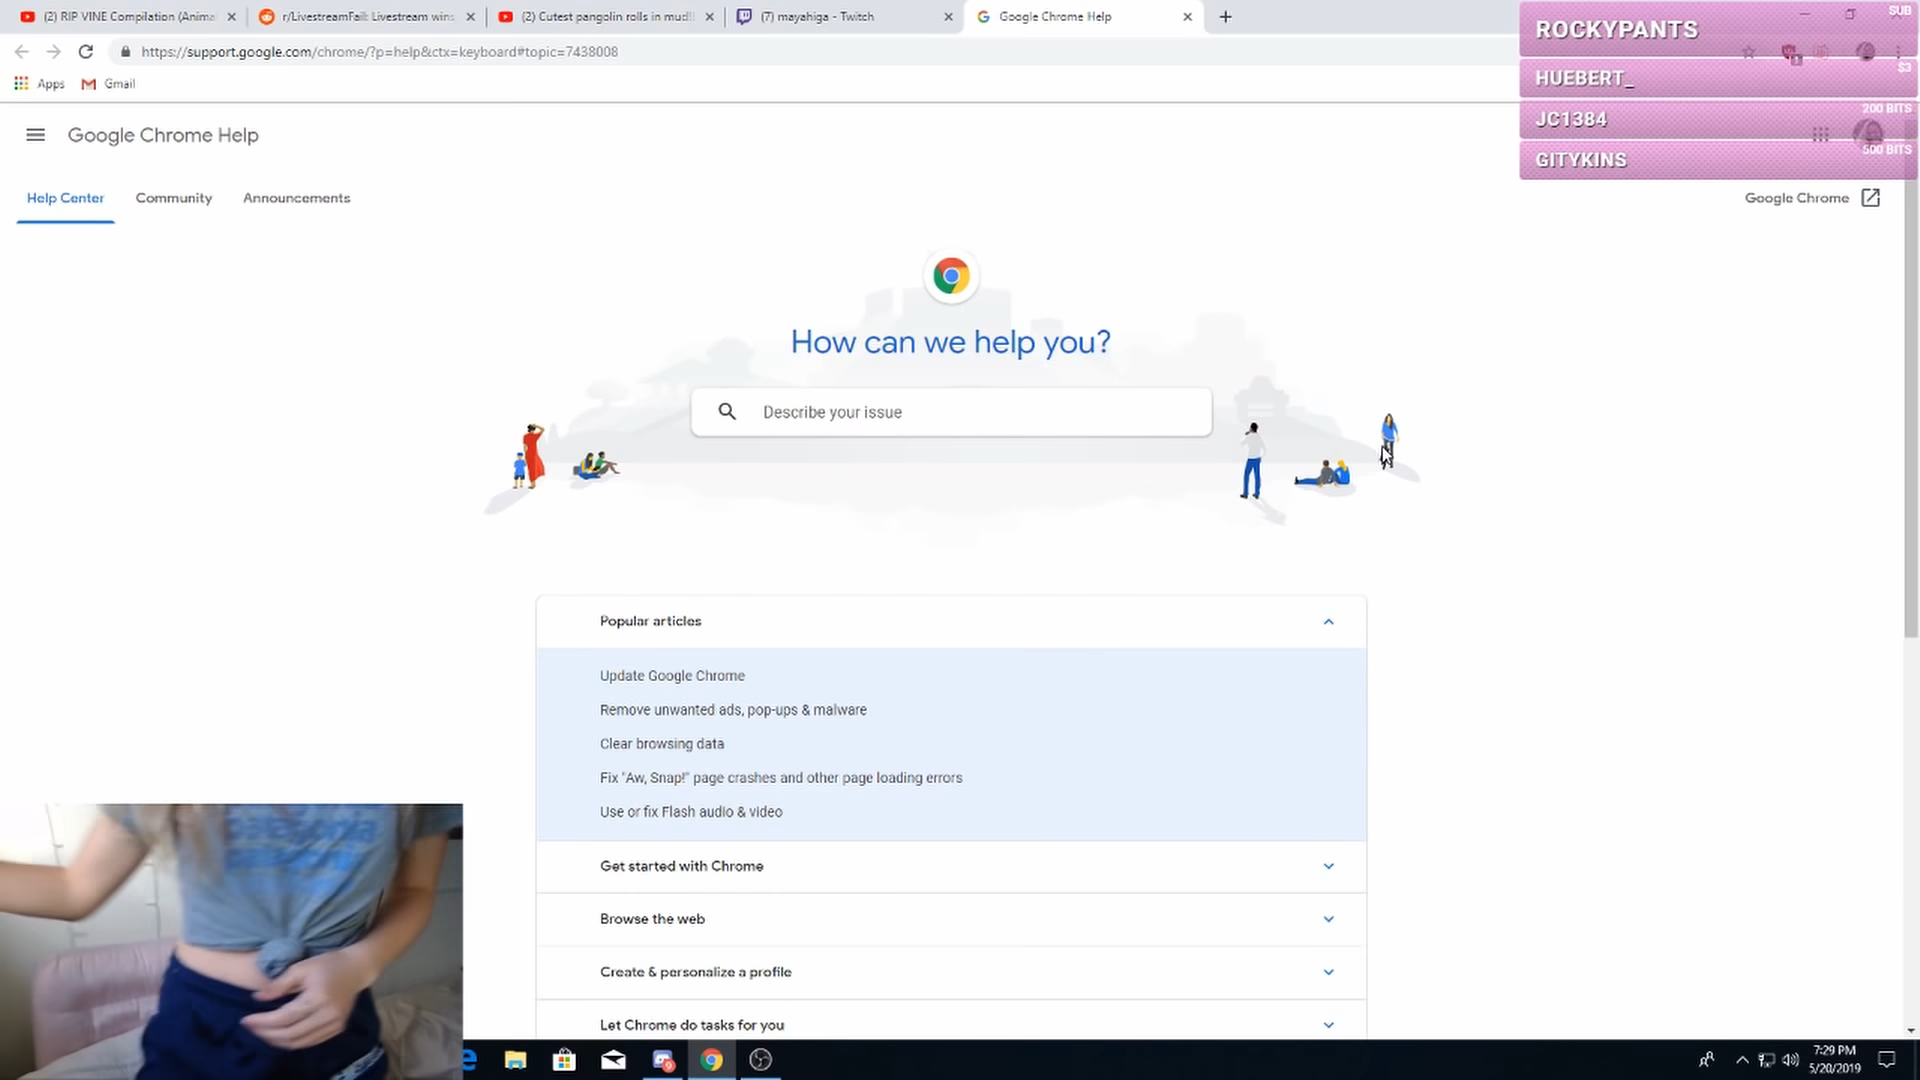 (2) RIP VINE Compilation (Anima
r/LivestreamFail: Livestream wins
(2) Cutest pangolin rolls in mud!!
(7) mayahiga - Twitch
Google Chrome Help
https://support.google.com/chrome/?p=help&ctx=keyboard#topic=7438008
Apps
Gmail
SUB
ROCKYPANTS
$3
HUEBERT_
200 BITS
JC1384
500 BITS
GITYKINS
Google Chrome Help
Help Center
Community
Announcements
Google Chrome
How can we help you?
Describe your issue
Popular articles
Update Google Chrome
Remove unwanted ads, pop-ups & malware
Clear browsing data
Fix "Aw, Snap!" page crashes and other page loading errors
Use or fix Flash audio & video
Get started with Chrome
Browse the web
Create & personalize a profile
Let Chrome do tasks for you
patagonia
7:29 PM
5/20/2019